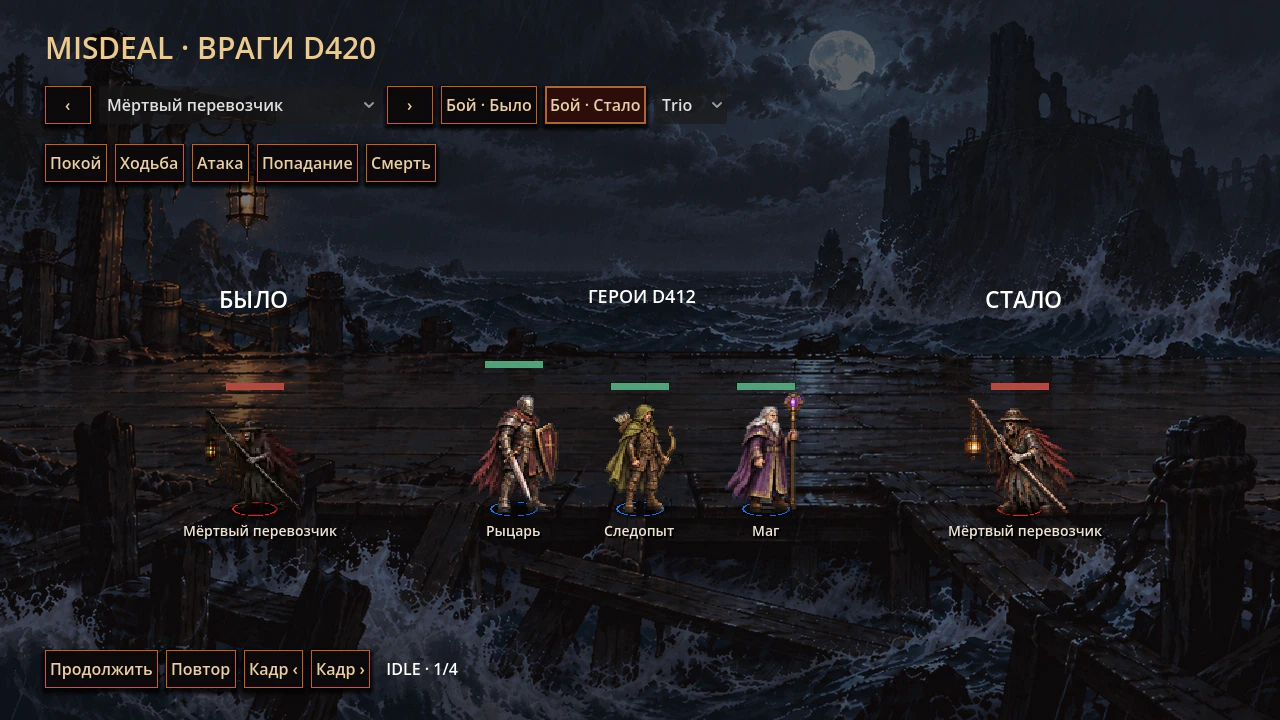 MISDEAL · ВРАГИ D420
‹ Мёртвый перевозчик › Бой · Было Бой · Стало Trio
Покой Ходьба Атака Попадание Смерть
БЫЛО ГЕРОИ D412 СТАЛО
Мёртвый перевозчик Рыцарь Следопыт Маг Мёртвый перевозчик
Продолжить Повтор Кадр ‹ Кадр › IDLE · 1/4